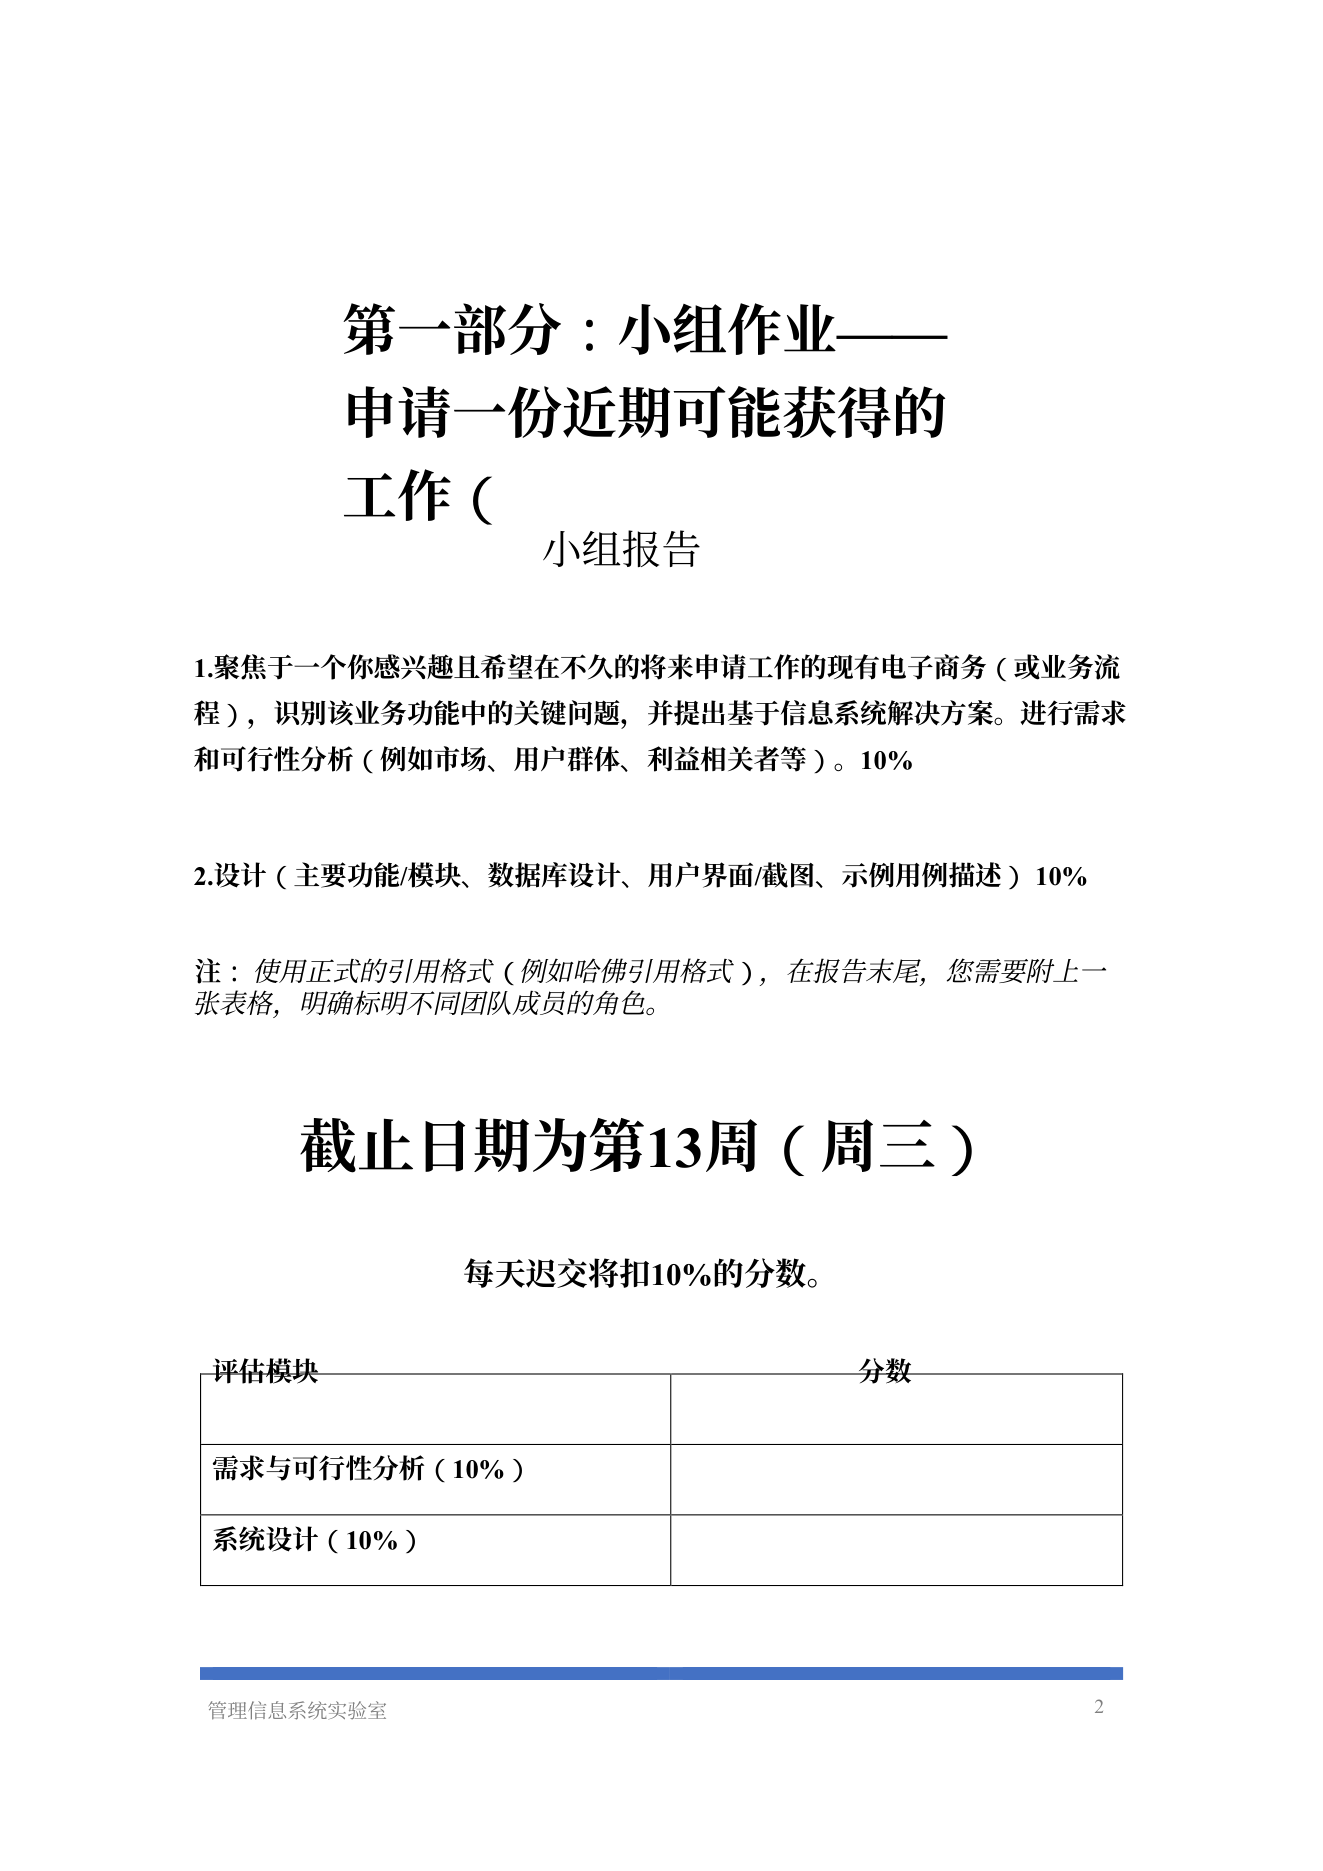 第一部分：小组作业——
申请一份近期可能获得的
工作（
小组报告
1.聚焦于一个你感兴趣且希望在不久的将来申请工作的现有电子商务（或业务流
程），识别该业务功能中的关键问题，并提出基于信息系统解决方案。进行需求
和可行性分析（例如市场、用户群体、利益相关者等）。10%
2.设计（主要功能/模块、数据库设计、用户界面/截图、示例用例描述）10%
注：使用正式的引用格式（例如哈佛引用格式），在报告末尾，您需要附上一
张表格，明确标明不同团队成员的角色。
截止日期为第13周（周三）
每天迟交将扣10%的分数。
评估模块 分数
需求与可行性分析（10%）
系统设计（10%）
管理信息系统实验室 2